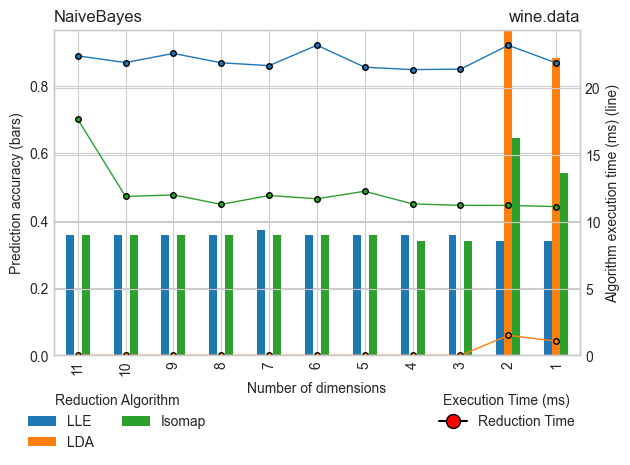 NaiveBayes wine.data
Prediction accuracy (bars)
0.8
0.6
0.4
0.2
0.0
20
15
10
5
0
Algorithm execution time (ms) (line)
11 10 9 8 7 6 5 4 3 2 1
Number of dimensions
Reduction Algorithm
LLE
LDA
Isomap
Execution Time (ms)
Reduction Time